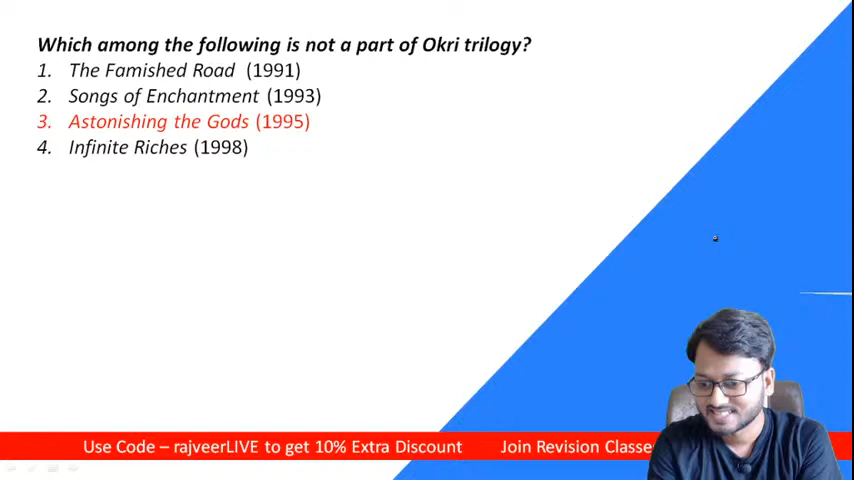 Which among the following is not a part of Okri trilogy?
1. The Famished Road (1991)
2. Songs of Enchantment (1993)
3. Astonishing the Gods (1995)
4. Infinite Riches (1998)
Use Code – rajveerLIVE to get 10% Extra Discount Join Revision Classe